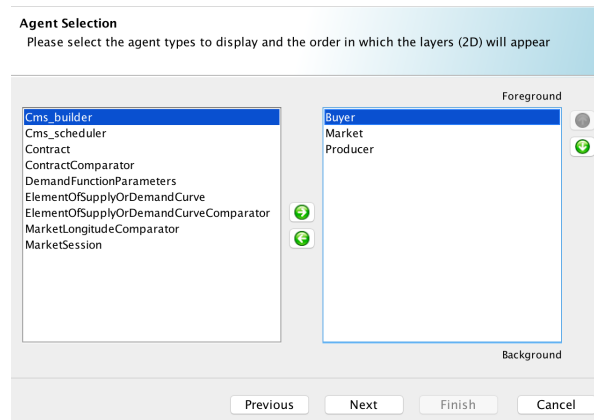 Agent Selection
Please select the agent types to display and the order in which the layers (2D) will appear
Foreground
Cms_builder
Cms_scheduler
Contract
ContractComparator
DemandFunctionParameters
ElementOfSupplyOrDemandCurve
ElementOfSupplyOrDemandCurveComparator
MarketLongitudeComparator
MarketSession
Buyer
Market
Producer
Background
Previous
Next
Finish
Cancel